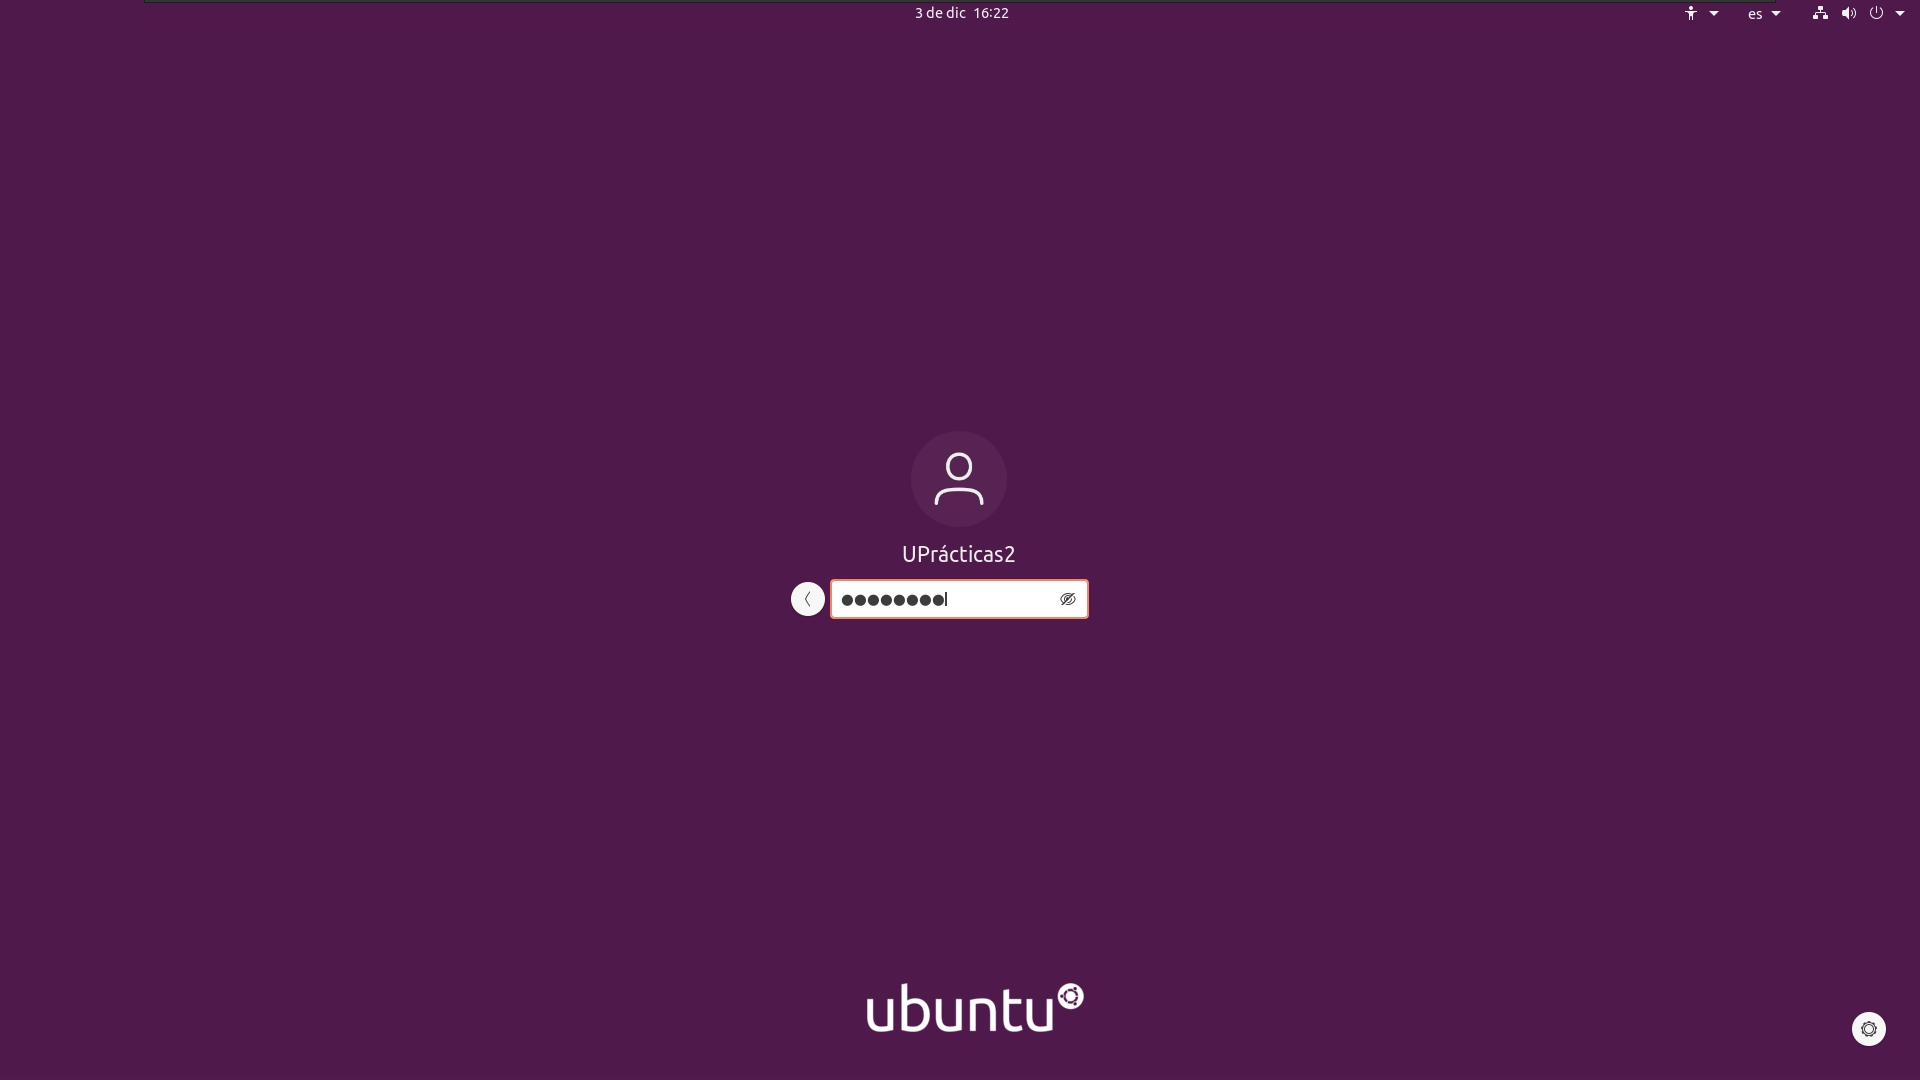 3 de dic 16:22
es
UPrácticas2
ubuntu